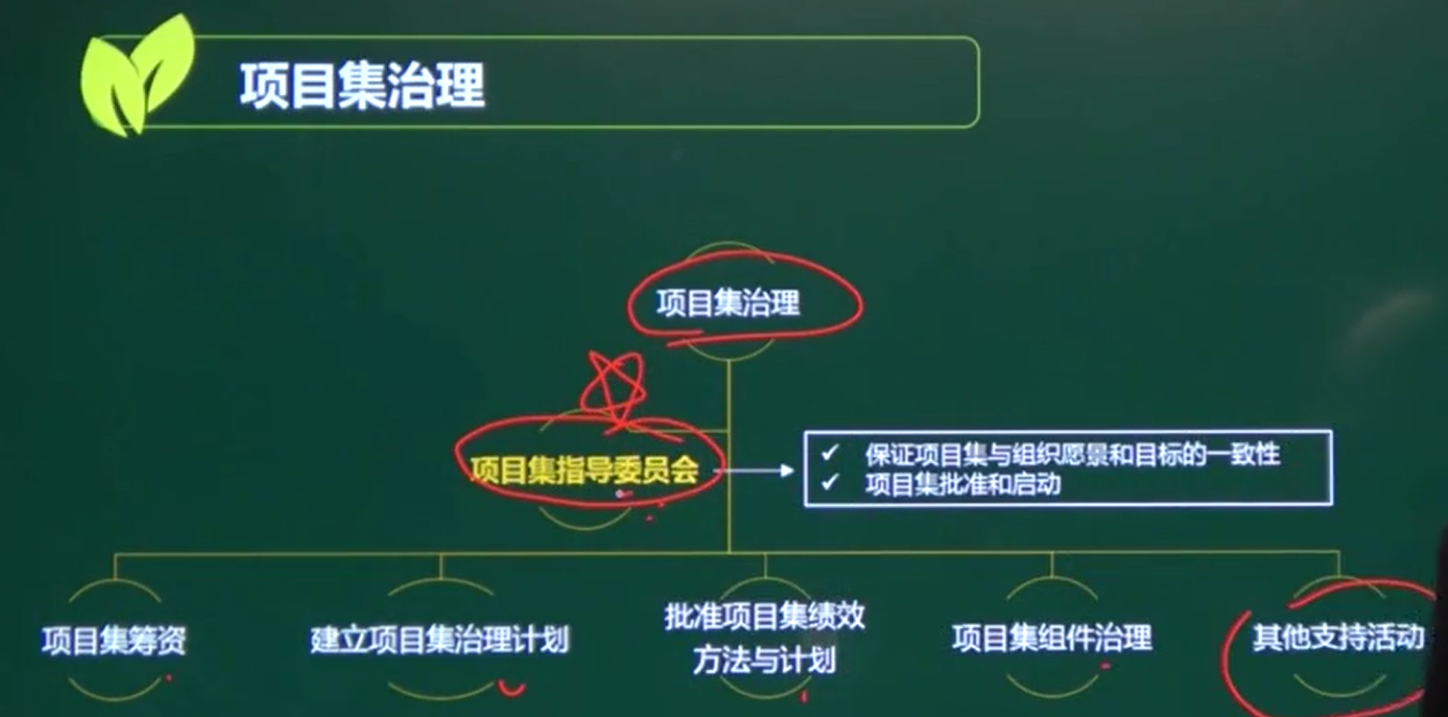 项目集治理
项目集治理
项目集指导委员会
✓ 保证项目集与组织愿景和目标的一致性
✓ 项目集批准和启动
项目集筹资
建立项目集治理计划
批准项目集绩效
方法与计划
项目集组件治理
其他支持活动